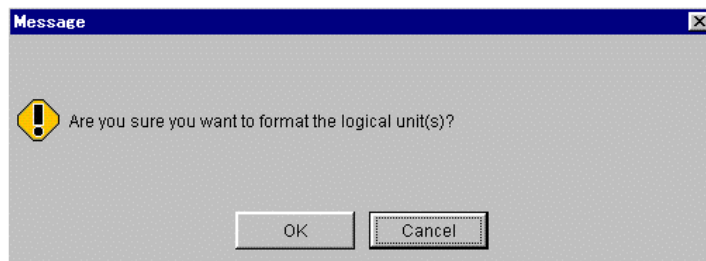 Message
Are you sure you want to format the logical unit(s)?
OK
Cancel